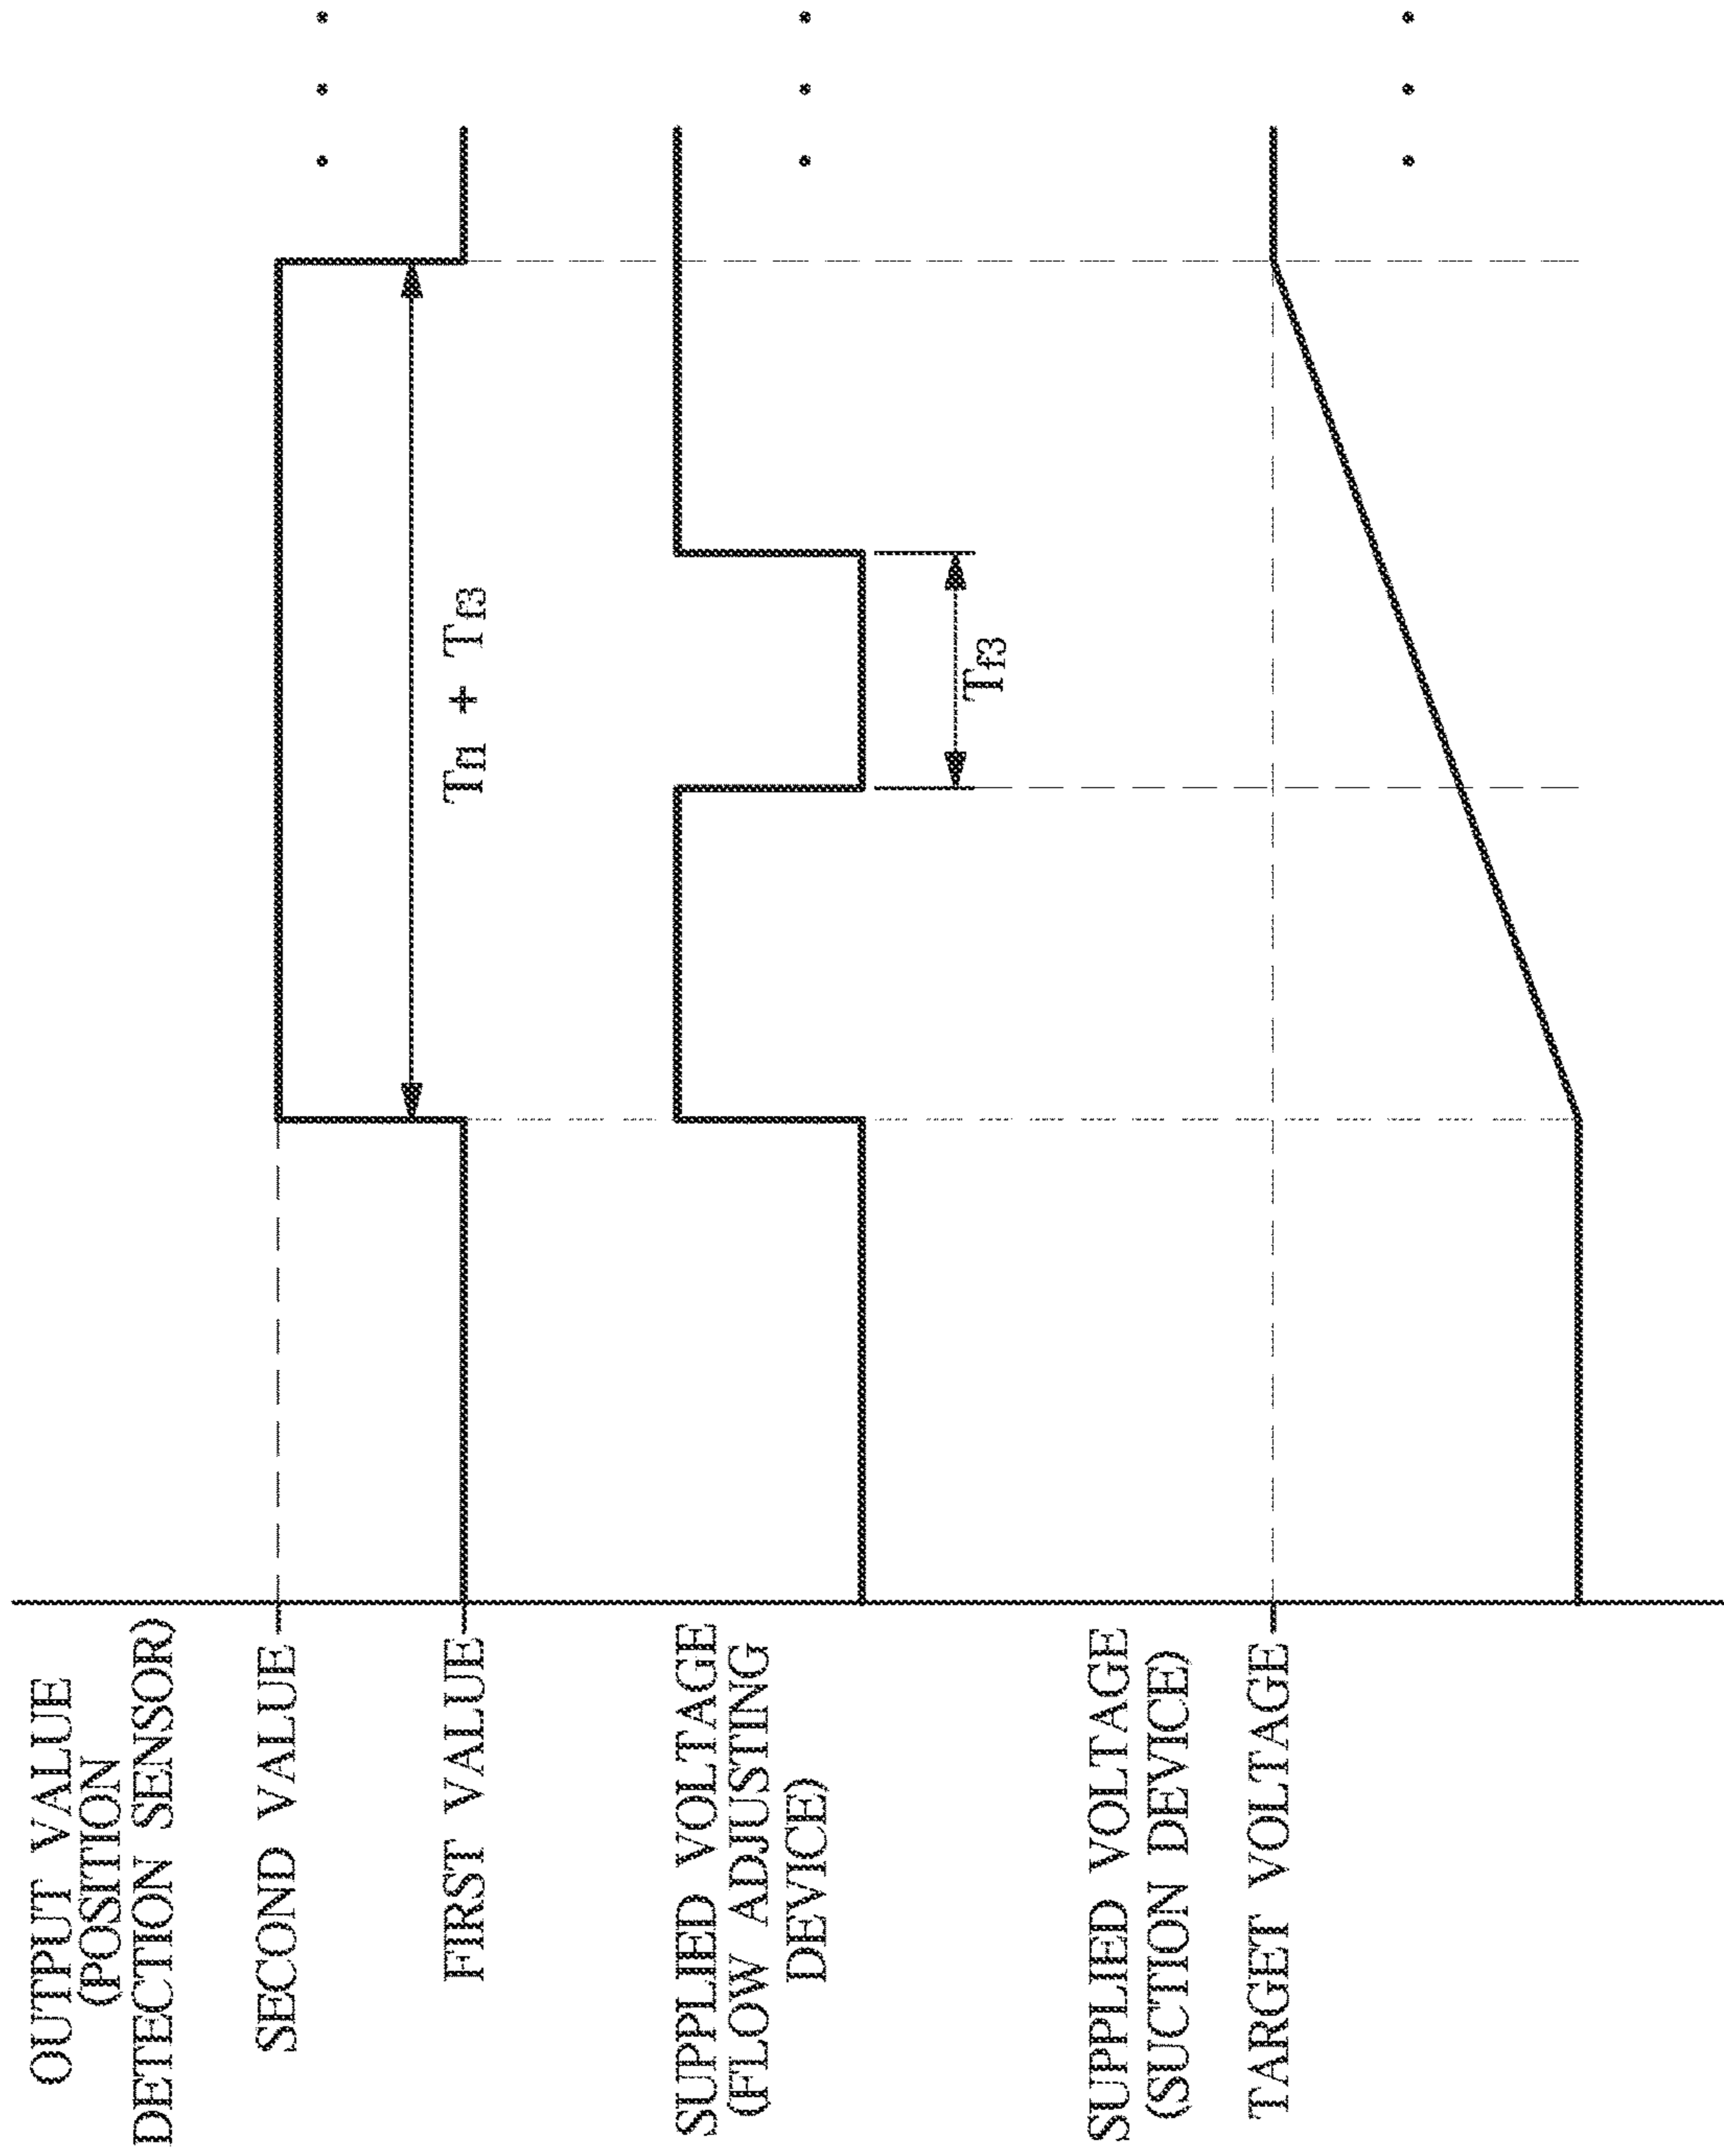 OUTPUT VALUE
(POSITION
DETECTION SENSOR)
SECOND VALUE
FIRST VALUE
Tf1 + Tf3
SUPPLIED VOLTAGE
(FLOW ADJUSTING
DEVICE)
Tf3
SUPPLIED VOLTAGE
(SUCTION DEVICE)
TARGET VOLTAGE